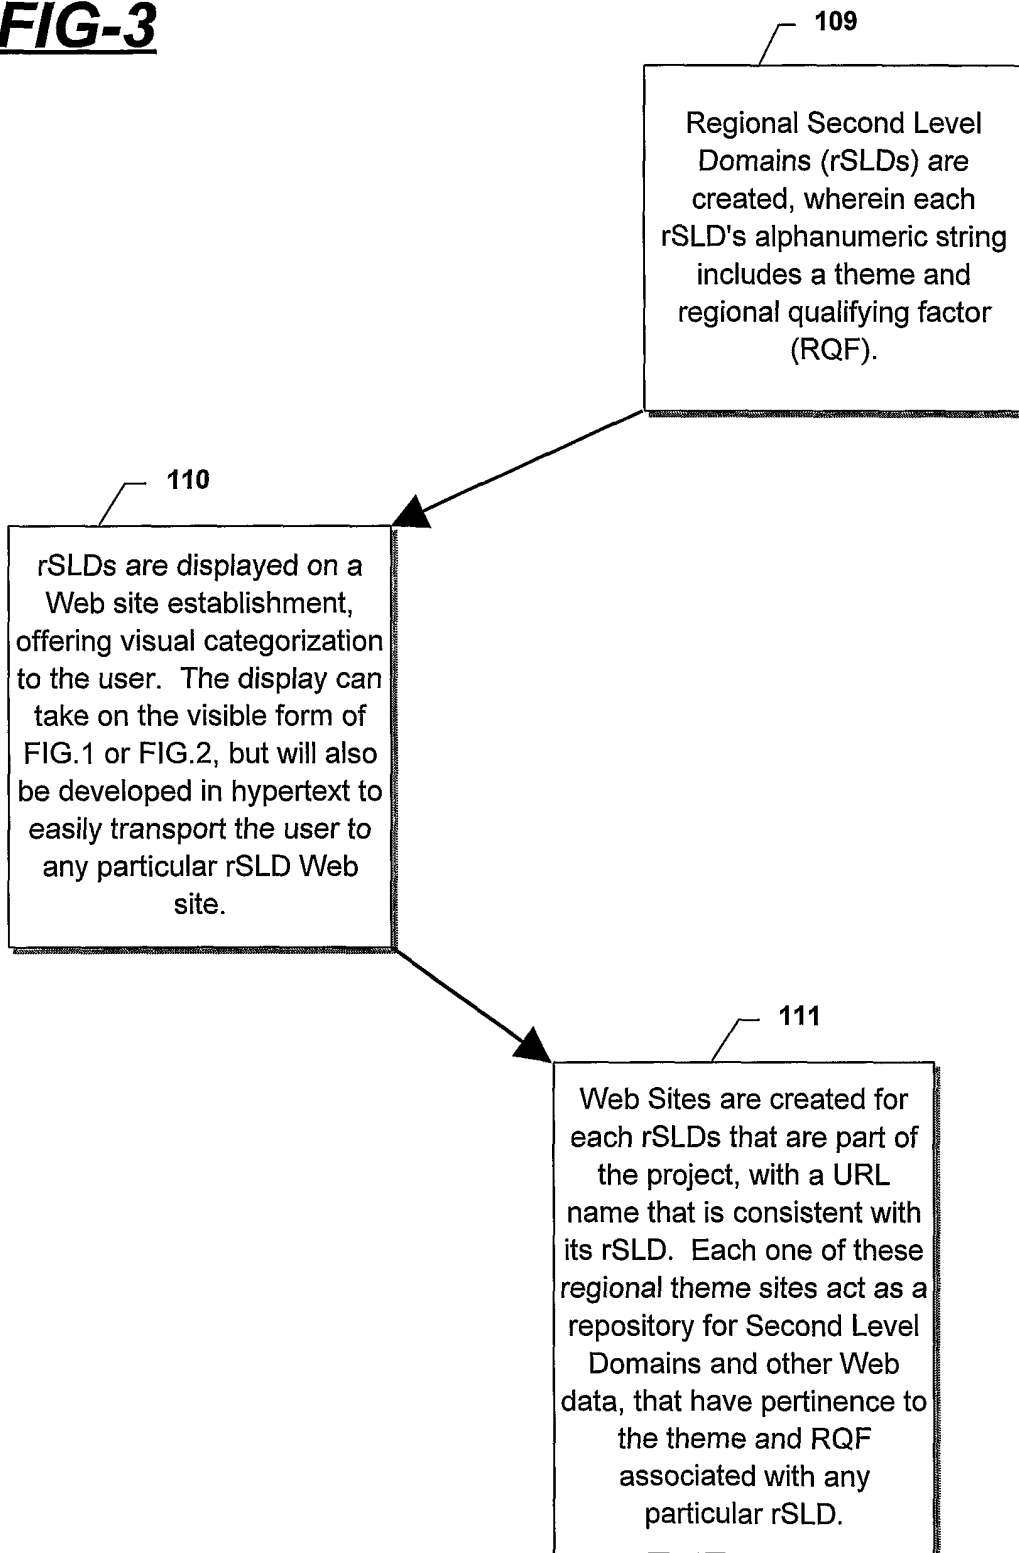 FIG-3
109
Regional Second Level
Domains (rSLDs) are
created, wherein each
rSLD's alphanumeric string
includes a theme and
regional qualifying factor
(RQF).
110
rSLDs are displayed on a
Web site establishment,
offering visual categorization
to the user.  The display can
take on the visible form of
FIG.1 or FIG.2, but will also
be developed in hypertext to
easily transport the user to
any particular rSLD Web
site.
111
Web Sites are created for
each rSLDs that are part of
the project, with a URL
name that is consistent with
its rSLD.  Each one of these
regional theme sites act as a
repository for Second Level
Domains and other Web
data, that have pertinence to
the theme and RQF
associated with any
particular rSLD.